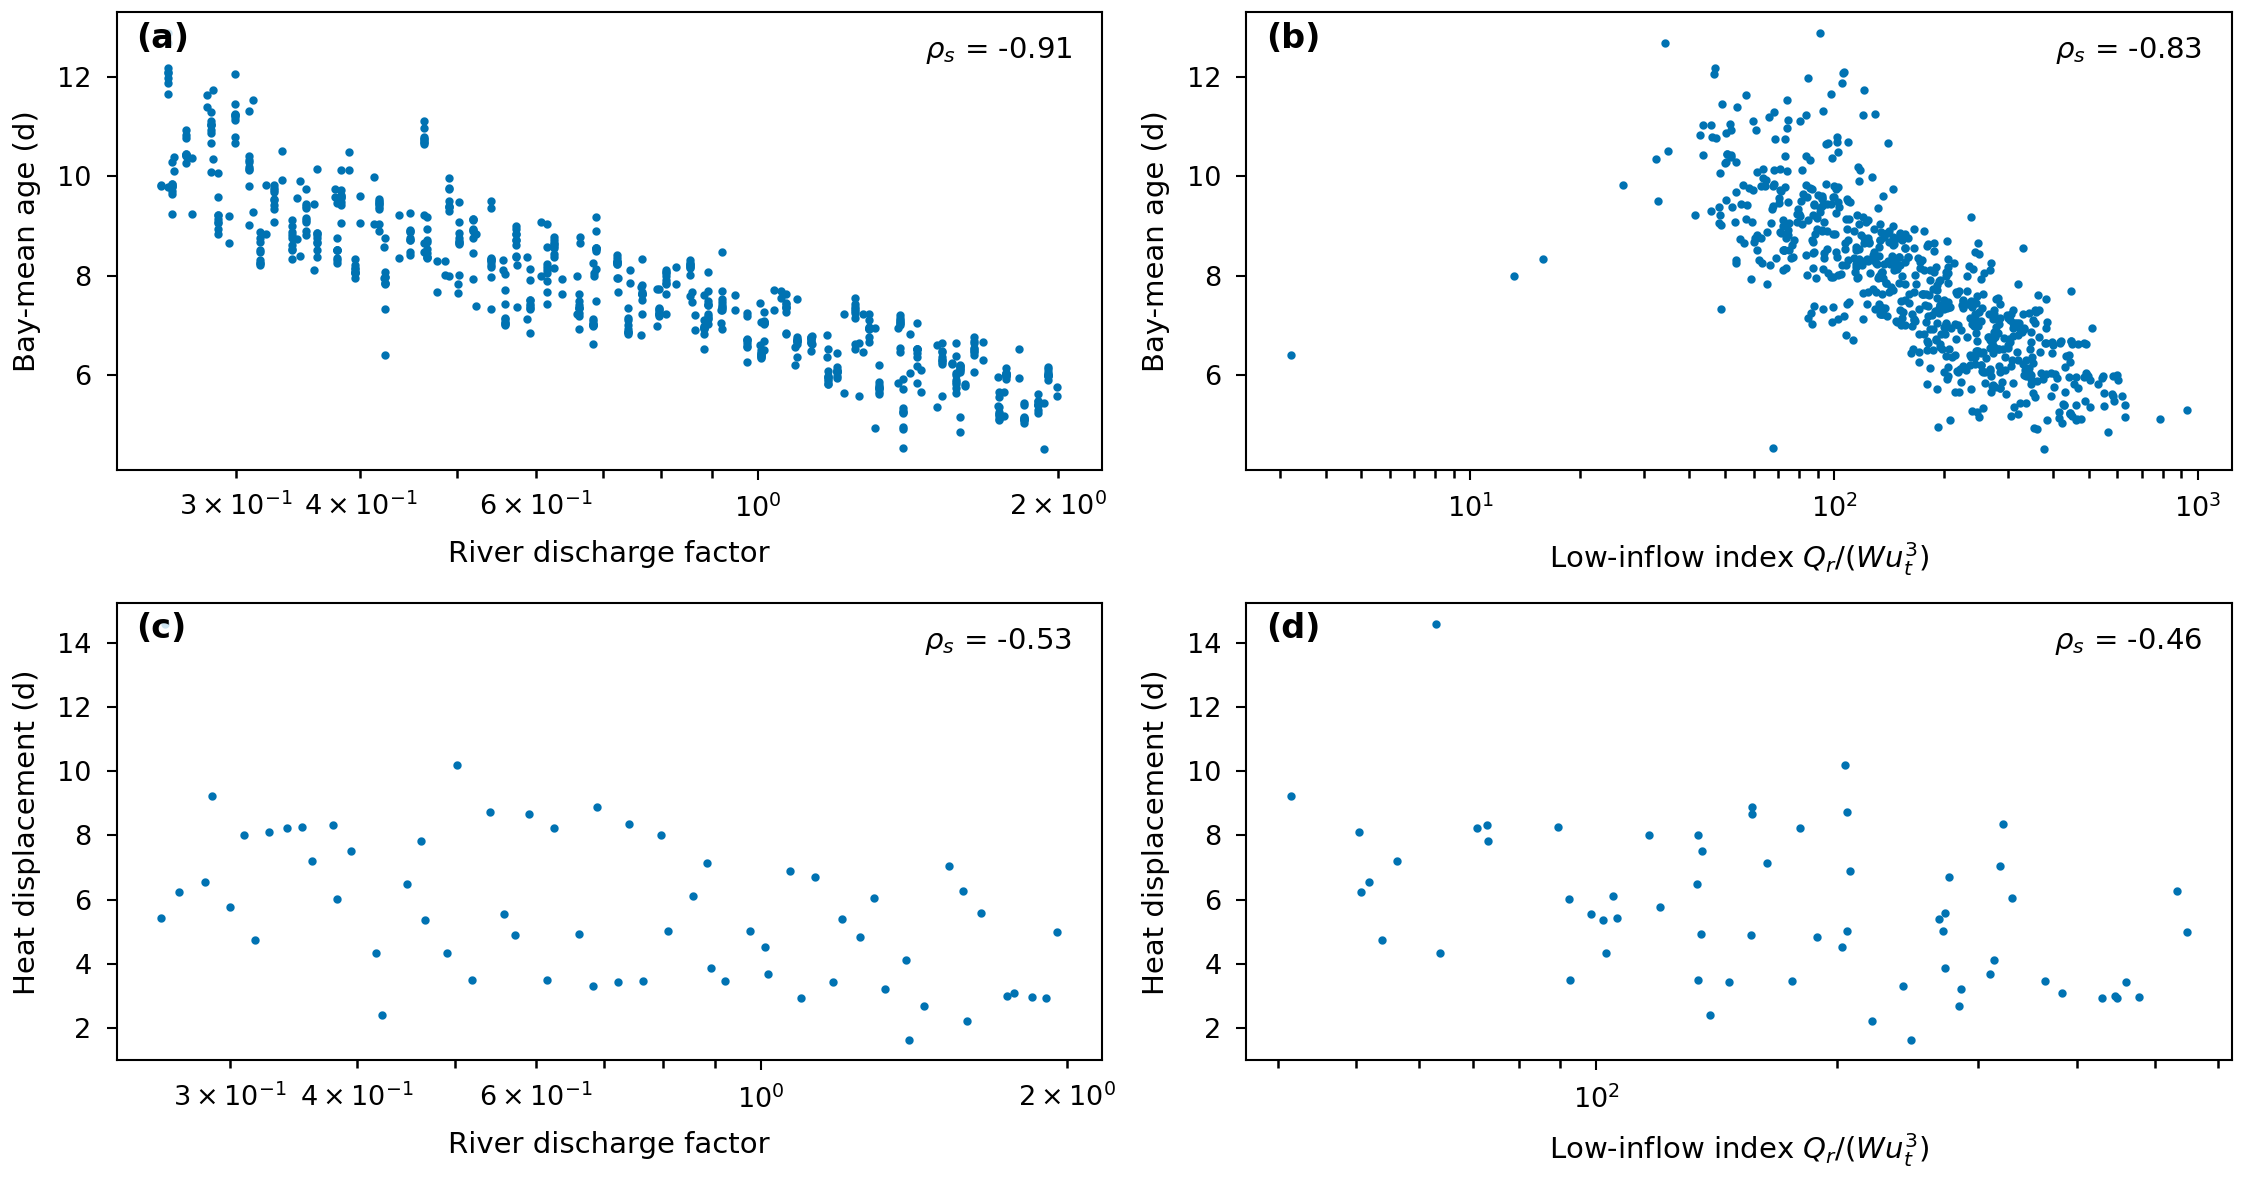 (a)
ρs = -0.91
12
10
8
6
Bay-mean age (d)
3 × 10⁻¹ 4 × 10⁻¹ 6 × 10⁻¹ 10⁰ 2 × 10⁰
River discharge factor
(b)
ρs = -0.83
12
10
8
6
Bay-mean age (d)
10¹ 10² 10³
Low-inflow index Qr/(Wut³)
(c)
ρs = -0.53
14
12
10
8
6
4
2
Heat displacement (d)
3 × 10⁻¹ 4 × 10⁻¹ 6 × 10⁻¹ 10⁰ 2 × 10⁰
River discharge factor
(d)
ρs = -0.46
14
12
10
8
6
4
2
Heat displacement (d)
10²
Low-inflow index Qr/(Wut³)